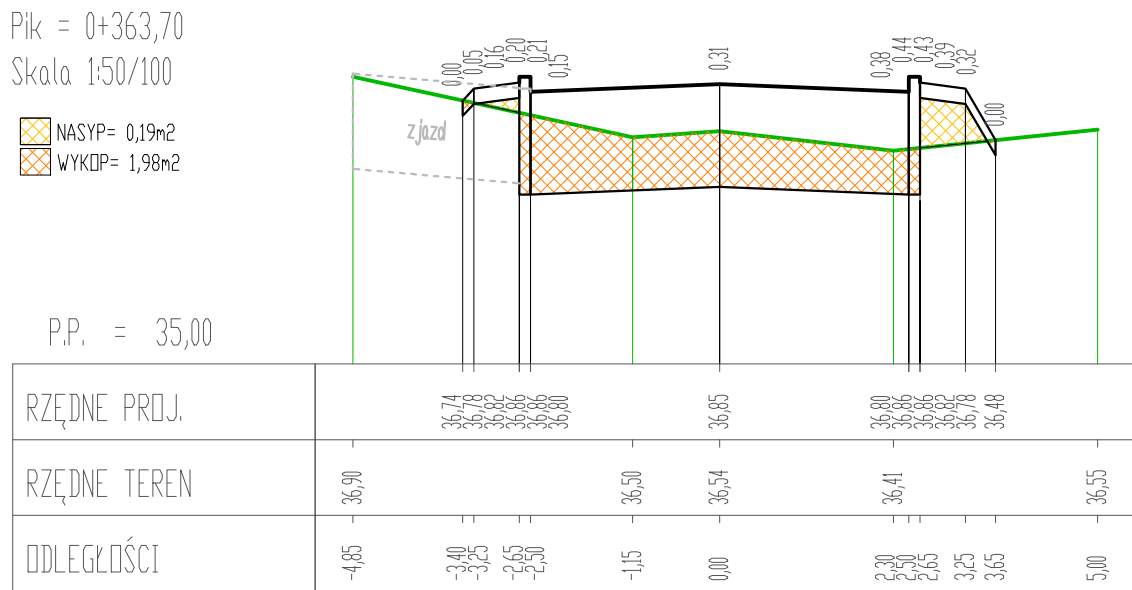 Pik = 0+363,70
Skala 1:50/100
NASYP= 0,19m2
WYKOP= 1,98m2
0,00 0,05 0,16 0,20 0,21 0,15 0,31 0,38 0,44 0,43 0,39 0,32 0,00
zjazd
P.P. = 35,00
RZĘDNE PROJ. 36,74 36,78 36,82 36,86 36,86 36,80 36,85 36,80 36,86 36,86 36,82 36,78 36,48
RZĘDNE TEREN 36,90 36,50 36,54 36,41 36,55
ODLEGŁOŚCI -4,85 -3,40 -3,25 -2,65 -2,50 -1,15 0,00 2,30 2,50 2,65 3,25 3,65 5,00